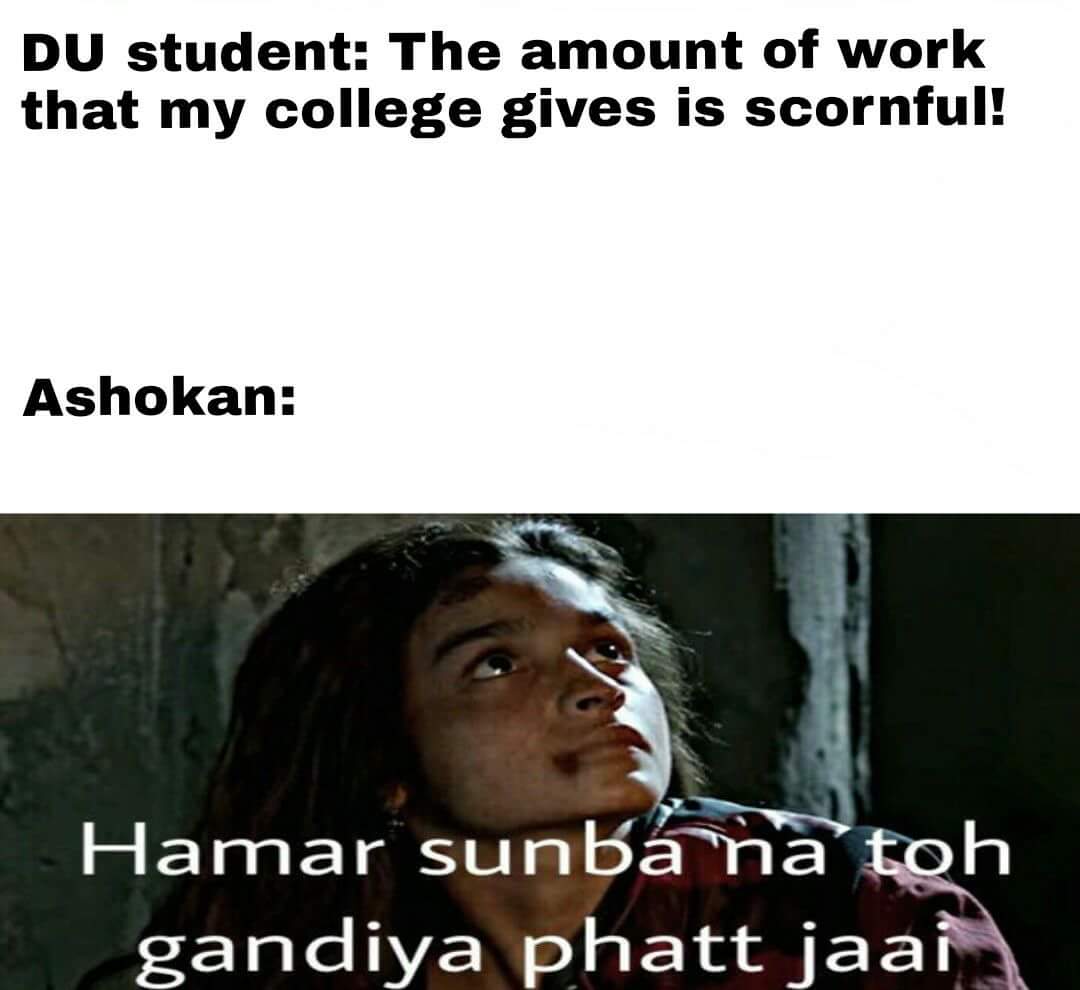 DU student: The amount of work
that my college gives is scornful!
Ashokan:
Hamar sunba na toh
gandiya phatt jaai